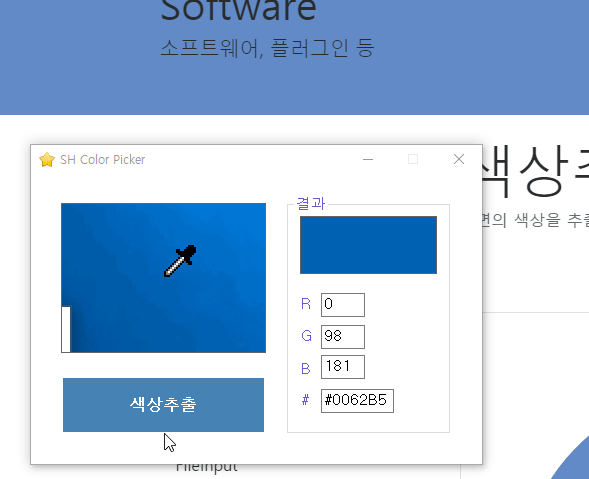 Software
소프트웨어, 플러그인 등
SH Color Picker
색상추
면의 색상을 추출
결과
R 0
G 98
B 181
# #0062B5
색상추출
FileInput